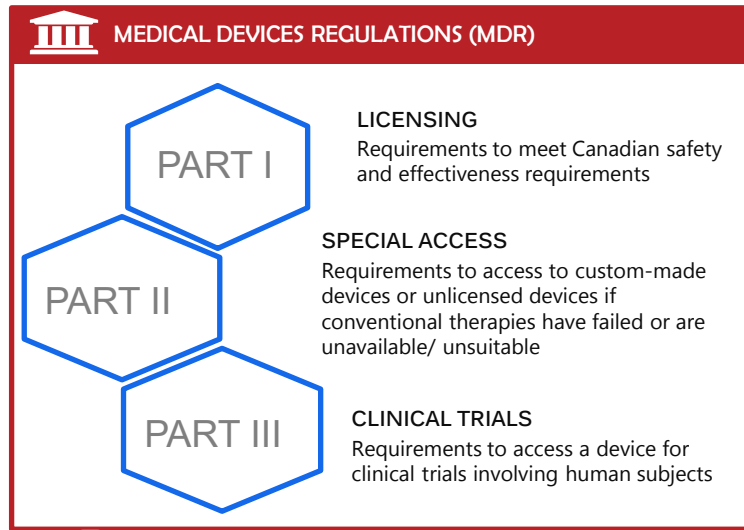 MEDICAL DEVICES REGULATIONS (MDR)
PART I
LICENSING
Requirements to meet Canadian safety
and effectiveness requirements
PART II
SPECIAL ACCESS
Requirements to access to custom-made
devices or unlicensed devices if
conventional therapies have failed or are
unavailable/ unsuitable
PART III
CLINICAL TRIALS
Requirements to access a device for
clinical trials involving human subjects